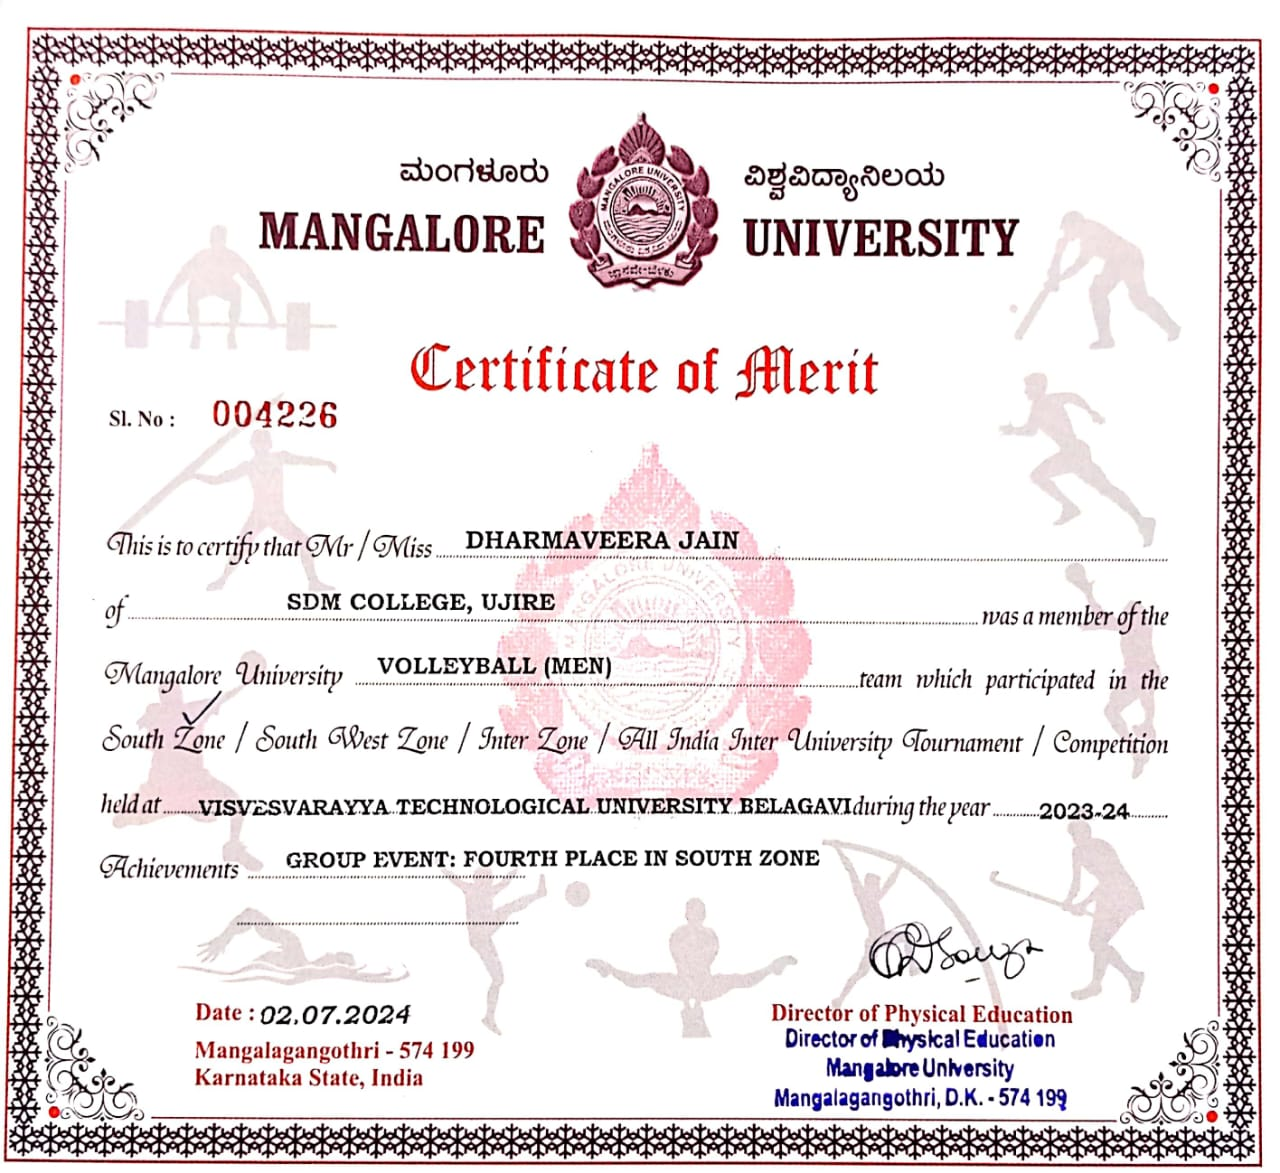 ಮಂಗಳೂರು ವಿಶ್ವವಿದ್ಯಾನಿಲಯ
MANGALORE UNIVERSITY
MANGALORE UNIVERSITY
Certificate of Merit
Sl. No : 004226
This is to certify that Mr / Miss DHARMAVEERA JAIN
of SDM COLLEGE, UJIRE was a member of the
Mangalore University VOLLEYBALL (MEN) team which participated in the
South Zone / South West Zone / Inter Zone / All India Inter University Tournament / Competition
held at VISVESVARAYYA TECHNOLOGICAL UNIVERSITY BELAGAVI during the year 2023-24
Achievements GROUP EVENT: FOURTH PLACE IN SOUTH ZONE
Date : 02.07.2024
Mangalagangothri - 574 199
Karnataka State, India
Director of Physical Education
Director of Physical Education
Mangalore University
Mangalagangothri, D.K. - 574 199